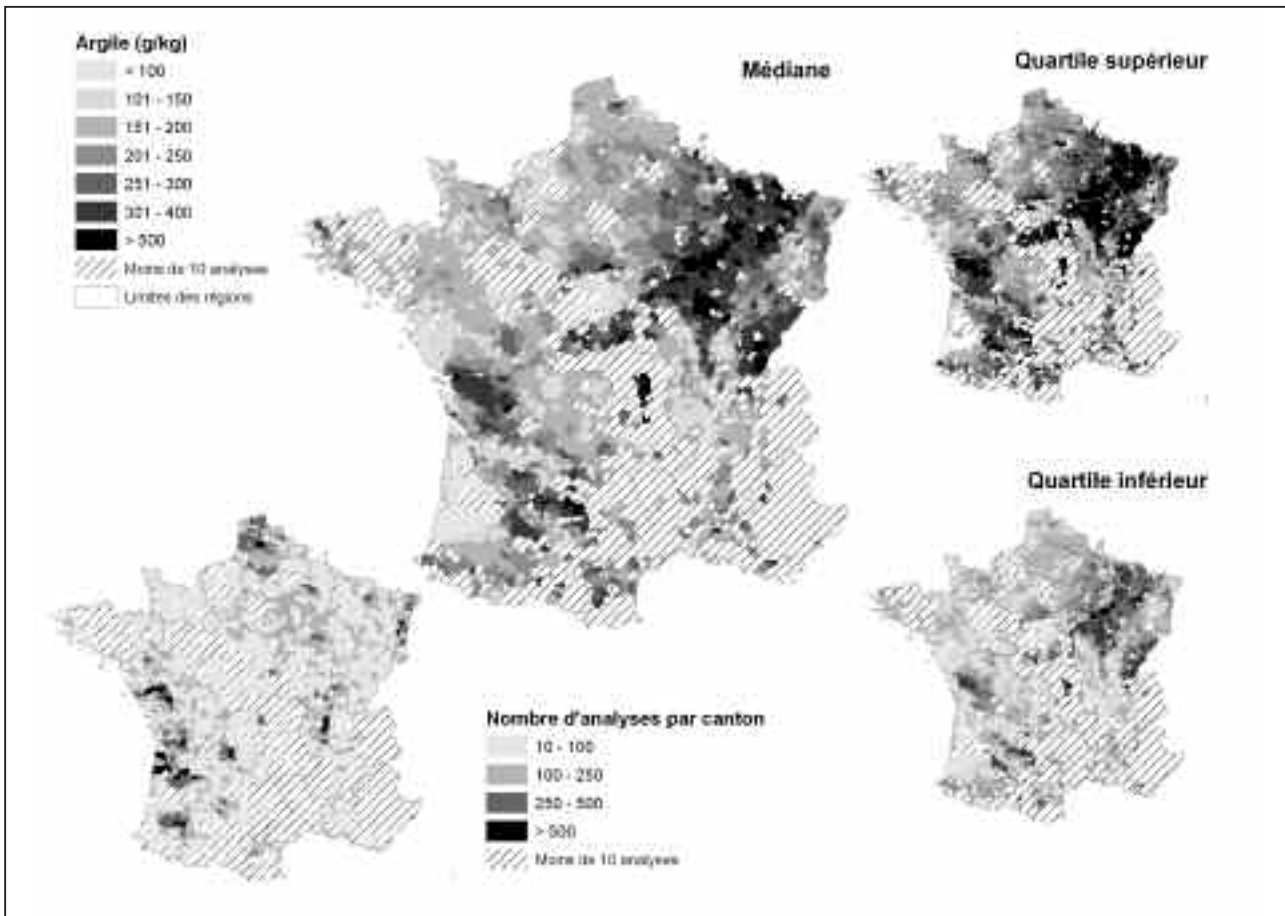 Argile (g/kg)
< 100
101 - 150
151 - 200
201 - 250
251 - 300
301 - 400
> 500
Moins de 10 analyses
Limites des régions
Médiane
Quartile supérieur
Quartile inférieur
Nombre d'analyses par canton
10 - 100
100 - 250
250 - 500
> 500
Moins de 10 analyses